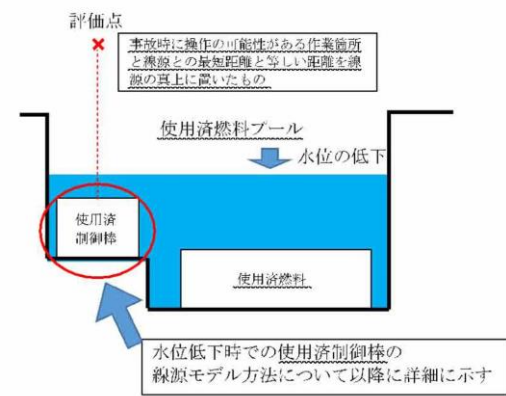 評価点
事故時に操作の可能性がある作業箇所
と線源との最短距離と等しい距離を線
源の真上に置いたもの
使用済燃料プール
水位の低下
使用済
制御棒
使用済燃料
水位低下時での使用済制御棒の
線源モデル方法について以降に詳細に示す